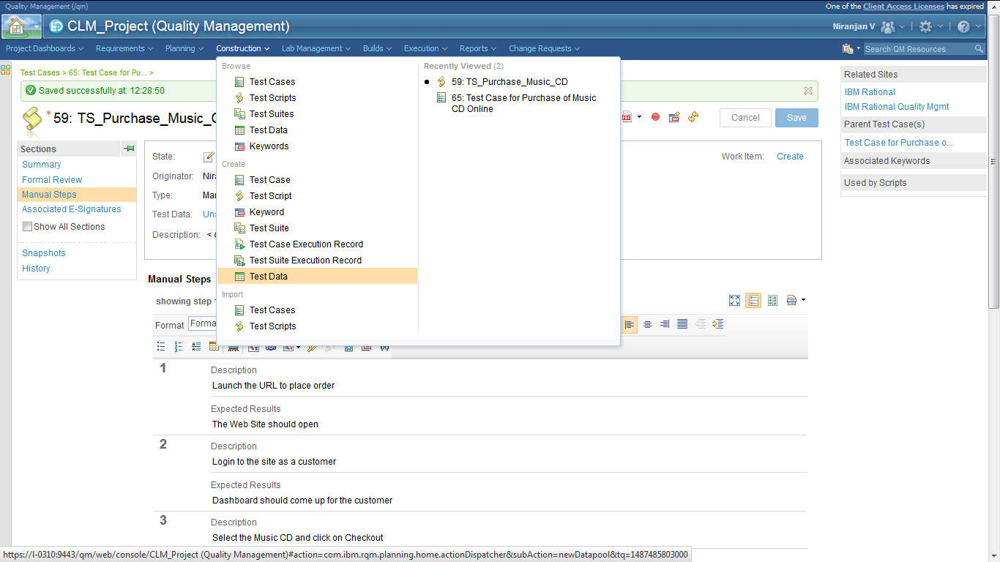 Quality Management (/qm)
One of the Client Access Licenses has expired
CLM_Project (Quality Management)
Niranjan V
Project Dashboards
Requirements
Planning
Construction
Lab Management
Builds
Execution
Reports
Change Requests
Search QM Resources
Test Cases > 65: Test Case for Pu... >
Saved successfully at: 12:28:50
* 59: TS_Purchase_Music_C
Cancel
Save
Sections
Summary
Formal Review
Manual Steps
Associated E-Signatures
Show All Sections
Snapshots
History
State:
Originator:
Type:
Test Data:
Description: <
Work Item: Create
Browse
Test Cases
Test Scripts
Test Suites
Test Data
Keywords
Create
Test Case
Test Script
Keyword
Test Suite
Test Case Execution Record
Test Suite Execution Record
Test Data
Import
Test Cases
Test Scripts
Recently Viewed (2)
59: TS_Purchase_Music_CD
65: Test Case for Purchase of Music
CD Online
Related Sites
IBM Rational
IBM Rational Quality Mgmt
Parent Test Case(s)
Test Case for Purchase o...
Associated Keywords
Used by Scripts
Manual Steps
showing step
Format
Forma
1
Description
Launch the URL to place order
Expected Results
The Web Site should open
2
Description
Login to the site as a customer
Expected Results
Dashboard should come up for the customer
3
Description
Select the Music CD and click on Checkout
https://l-0310:9443/qm/web/console/CLM_Project (Quality Management)#action=com.ibm.rqm.planning.home.actionDispatcher&subAction=newDatapool&tq=1487485803000